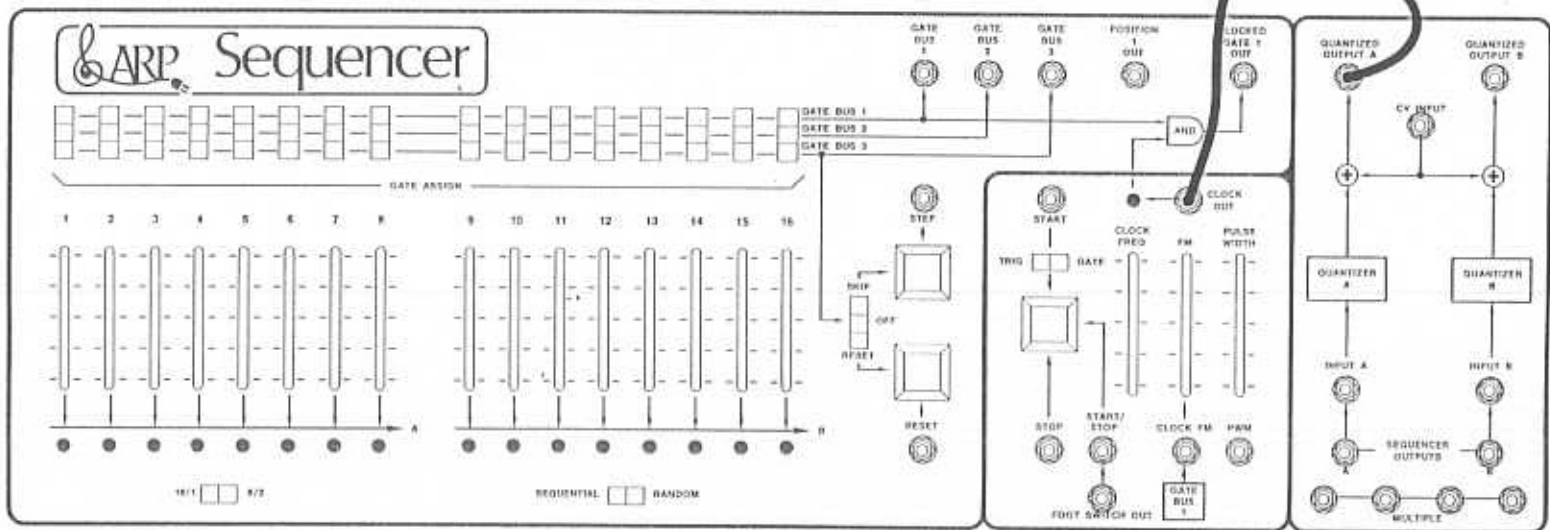 ARP Sequencer
GATE BUS 1
GATE BUS 2
GATE BUS 3
POSITION 1 OUT
CLOCKED GATE 1 OUT
GATE BUS 1
GATE BUS 2
GATE BUS 3
AND
GATE ASSIGN
1 2 3 4 5 6 7 8 9 10 11 12 13 14 15 16
A
B
16/1 8/2
SEQUENTIAL RANDOM
STEP
SKIP
OFF
RESET
RESET
START
CLOCK OUT
TRIG GATE
CLOCK FREQ
FM
PULSE WIDTH
STOP
START/STOP
CLOCK FM
PWM
FOOT SWITCH OUT
GATE BUS 1
QUANTIZED OUTPUT A
QUANTIZED OUTPUT B
CV INPUT
+
+
QUANTIZER A
QUANTIZER B
INPUT A
INPUT B
SEQUENCER OUTPUTS
A
B
MULTIPLE